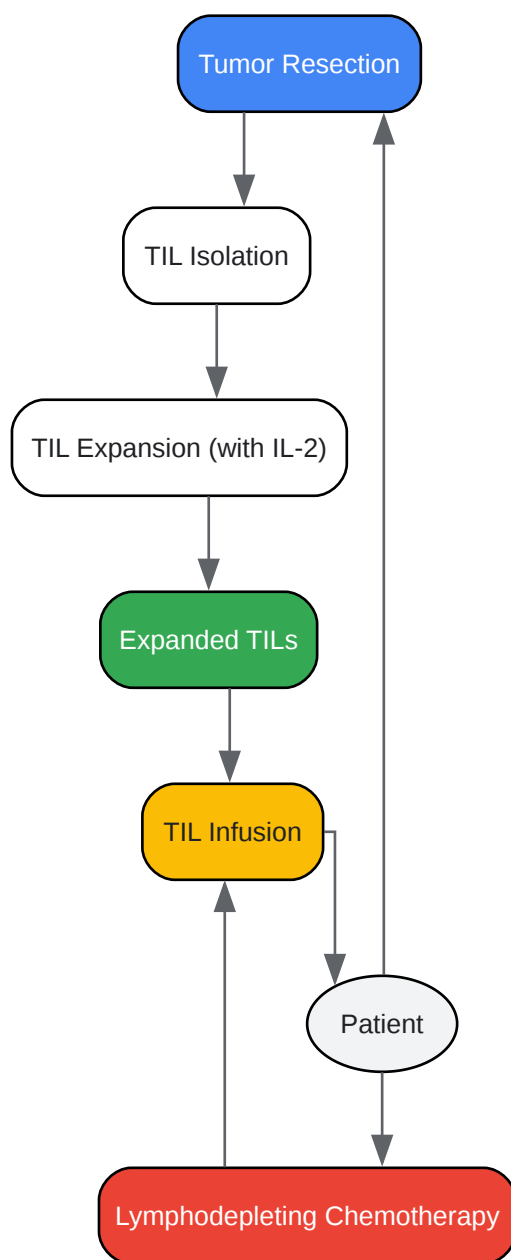 Tumor Resection
TIL Isolation
TIL Expansion (with IL-2)
Expanded TILs
TIL Infusion
Patient
Lymphodepleting Chemotherapy